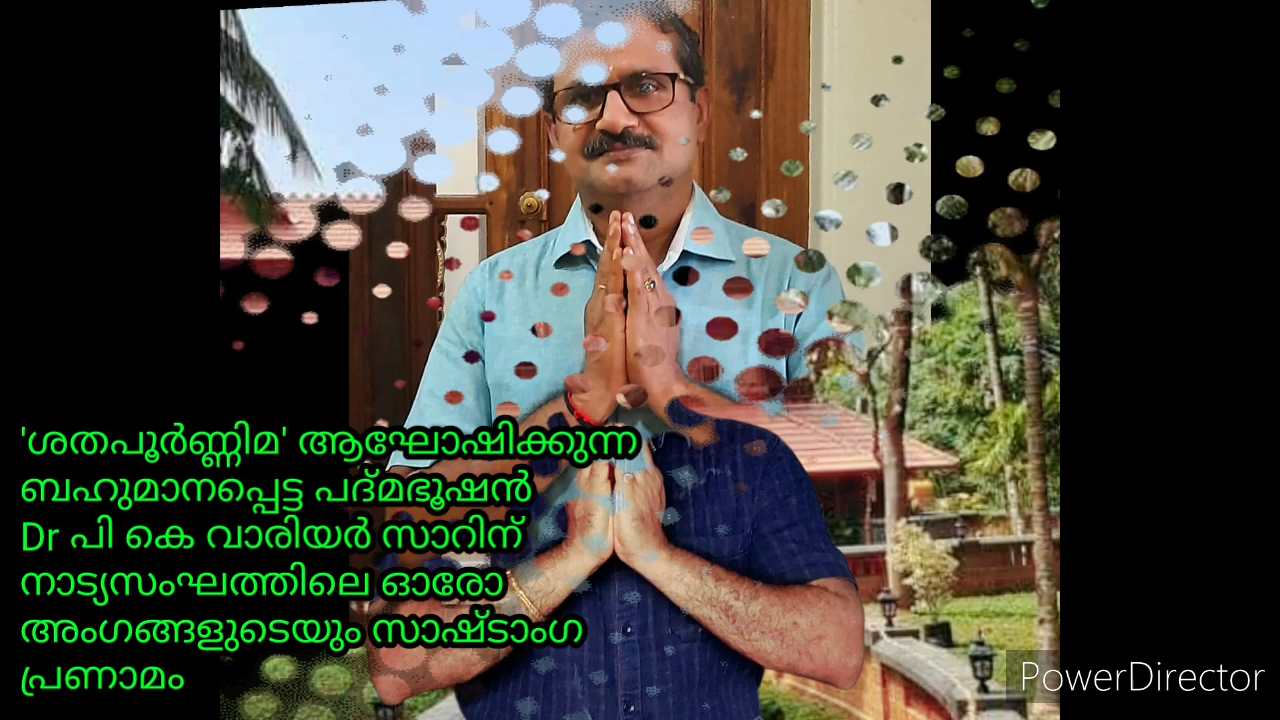 'ശതപൂർണ്ണിമ' ആഘോഷിക്കുന്ന
ബഹുമാനപ്പെട്ട പദ്മഭൂഷൻ
Dr പി കെ വാരിയർ സാറിന്
നാട്യസംഘത്തിലെ ഓരോ
അംഗങ്ങളുടെയും സാഷ്ടാംഗ
പ്രണാമം
PowerDirector